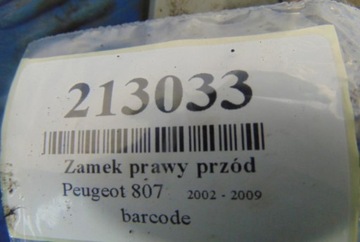 213033
Zamek prawy przód
Peugeot 807 2002 - 2009
barcode